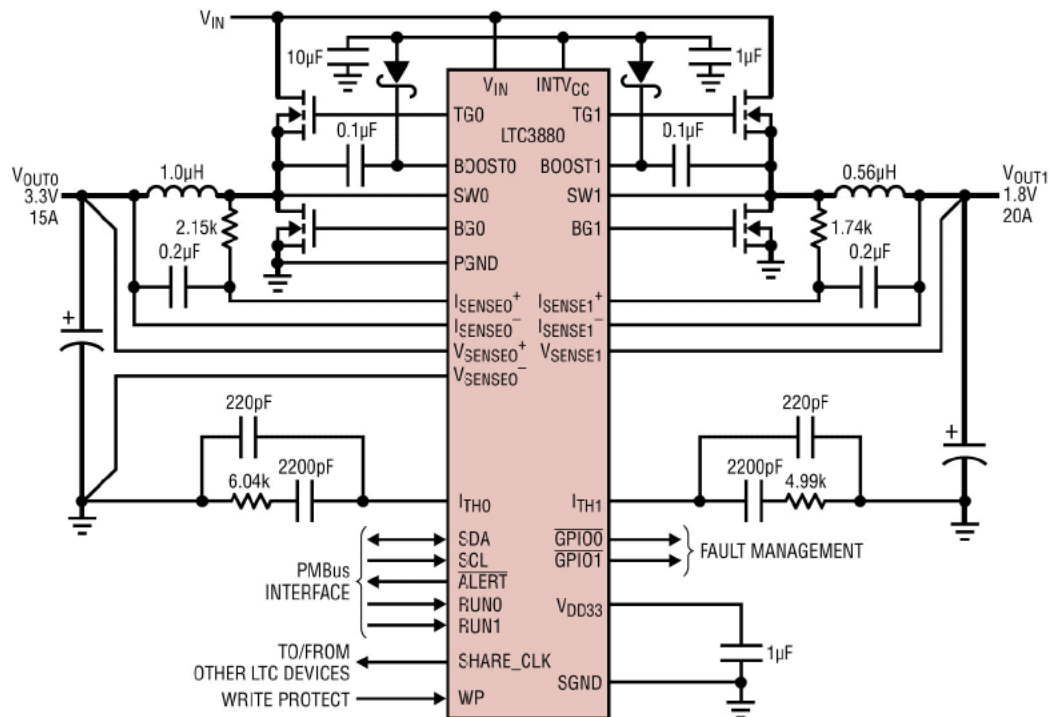 VIN
10µF
1µF
VIN
INTVCC
TG0
TG1
LTC3880
0.1µF
0.1µF
BOOST0
BOOST1
VOUT0
3.3V
15A
1.0µH
SW0
SW1
0.56µH
VOUT1
1.8V
20A
2.15k
BG0
BG1
1.74k
0.2µF
PGND
0.2µF
ISENSE0+
ISENSE1+
ISENSE0–
ISENSE1–
VSENSE0+
VSENSE1
VSENSE0–
+
+
220pF
220pF
6.04k
2200pF
2200pF
4.99k
ITH0
ITH1
SDA
GPIO0
SCL
GPIO1
FAULT MANAGEMENT
PMBus
INTERFACE
ALERT
RUN0
VDD33
RUN1
1µF
TO/FROM
OTHER LTC DEVICES
SHARE_CLK
SGND
WRITE PROTECT
WP